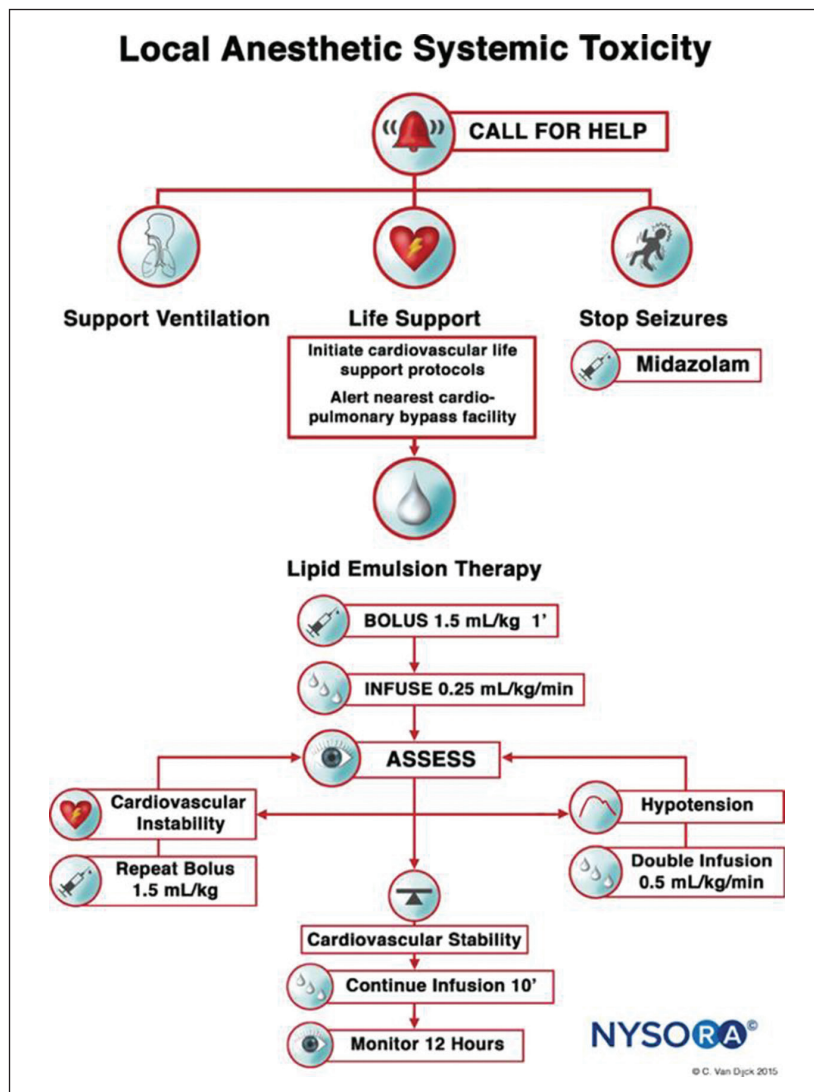 Local Anesthetic Systemic Toxicity
CALL FOR HELP
Support Ventilation
Life Support
Stop Seizures
Initiate cardiovascular life
support protocols
Alert nearest cardio-
pulmonary bypass facility
Midazolam
Lipid Emulsion Therapy
BOLUS 1.5 mL/kg 1’
INFUSE 0.25 mL/kg/min
ASSESS
Cardiovascular
Instability
Hypotension
Repeat Bolus
1.5 mL/kg
Double Infusion
0.5 mL/kg/min
Cardiovascular Stability
Continue Infusion 10’
Monitor 12 Hours
NYSORA©
© C. Van Dijck 2015